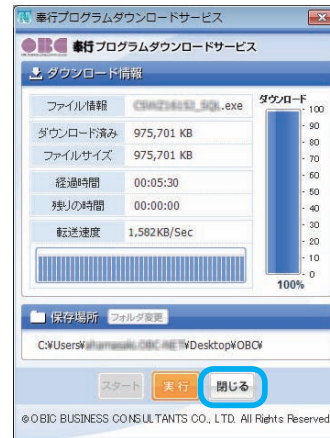 奉行プログラムダウンロードサービス
OBC 奉行プログラムダウンロードサービス
ダウンロード情報
ファイル情報 .exe
ダウンロード済み 975,701 KB
ファイルサイズ 975,701 KB
経過時間 00:05:30
残りの時間 00:00:00
転送速度 1,582KB/Sec
ダウンロード
100
90
80
70
60
50
40
30
20
10
0
100%
保存場所 フォルダ変更
C:¥Users¥ ¥Desktop¥OBC¥
スタート 実行 閉じる
©OBIC BUSINESS CONSULTANTS CO., LTD. All Rights Reserved